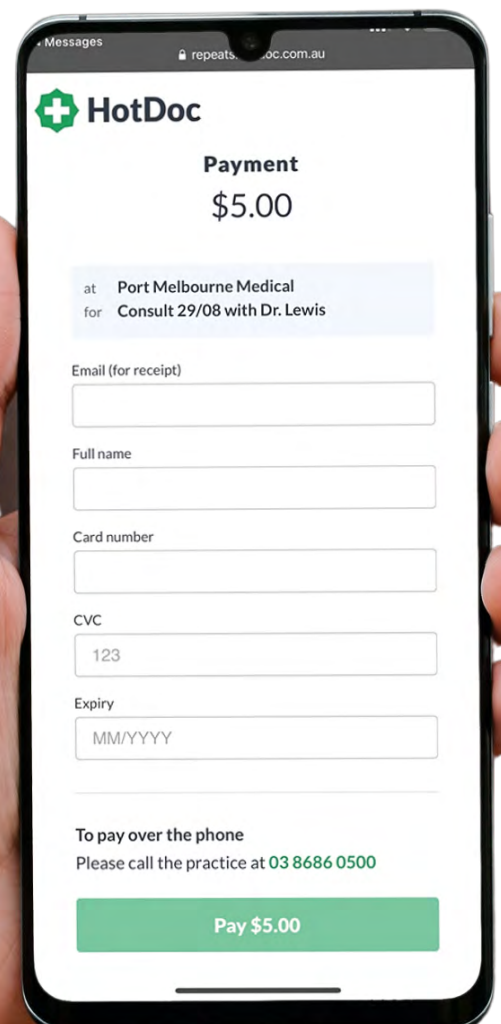 Messages
repeats. oc.com.au
HotDoc
Payment
$5.00
at Port Melbourne Medical
for Consult 29/08 with Dr. Lewis
Email (for receipt)
Full name
Card number
CVC
123
Expiry
MM/YYYY
To pay over the phone
Please call the practice at 03 8686 0500
Pay $5.00